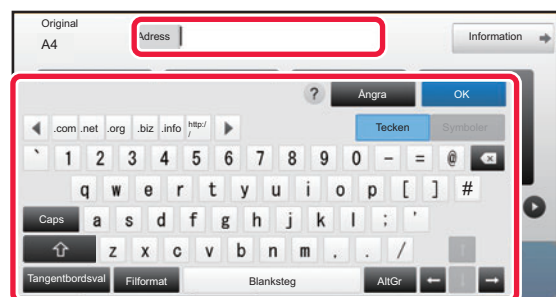 Original
A4
Adress
Information
? Ångra OK
.com .net .org .biz .info http://
Tecken Symboler
` 1 2 3 4 5 6 7 8 9 0 - = @
q w e r t y u i o p [ ] #
Caps a s d f g h j k l ; '
z x c v b n m , . /
Tangentbordsval Filformat Blanksteg AltGr